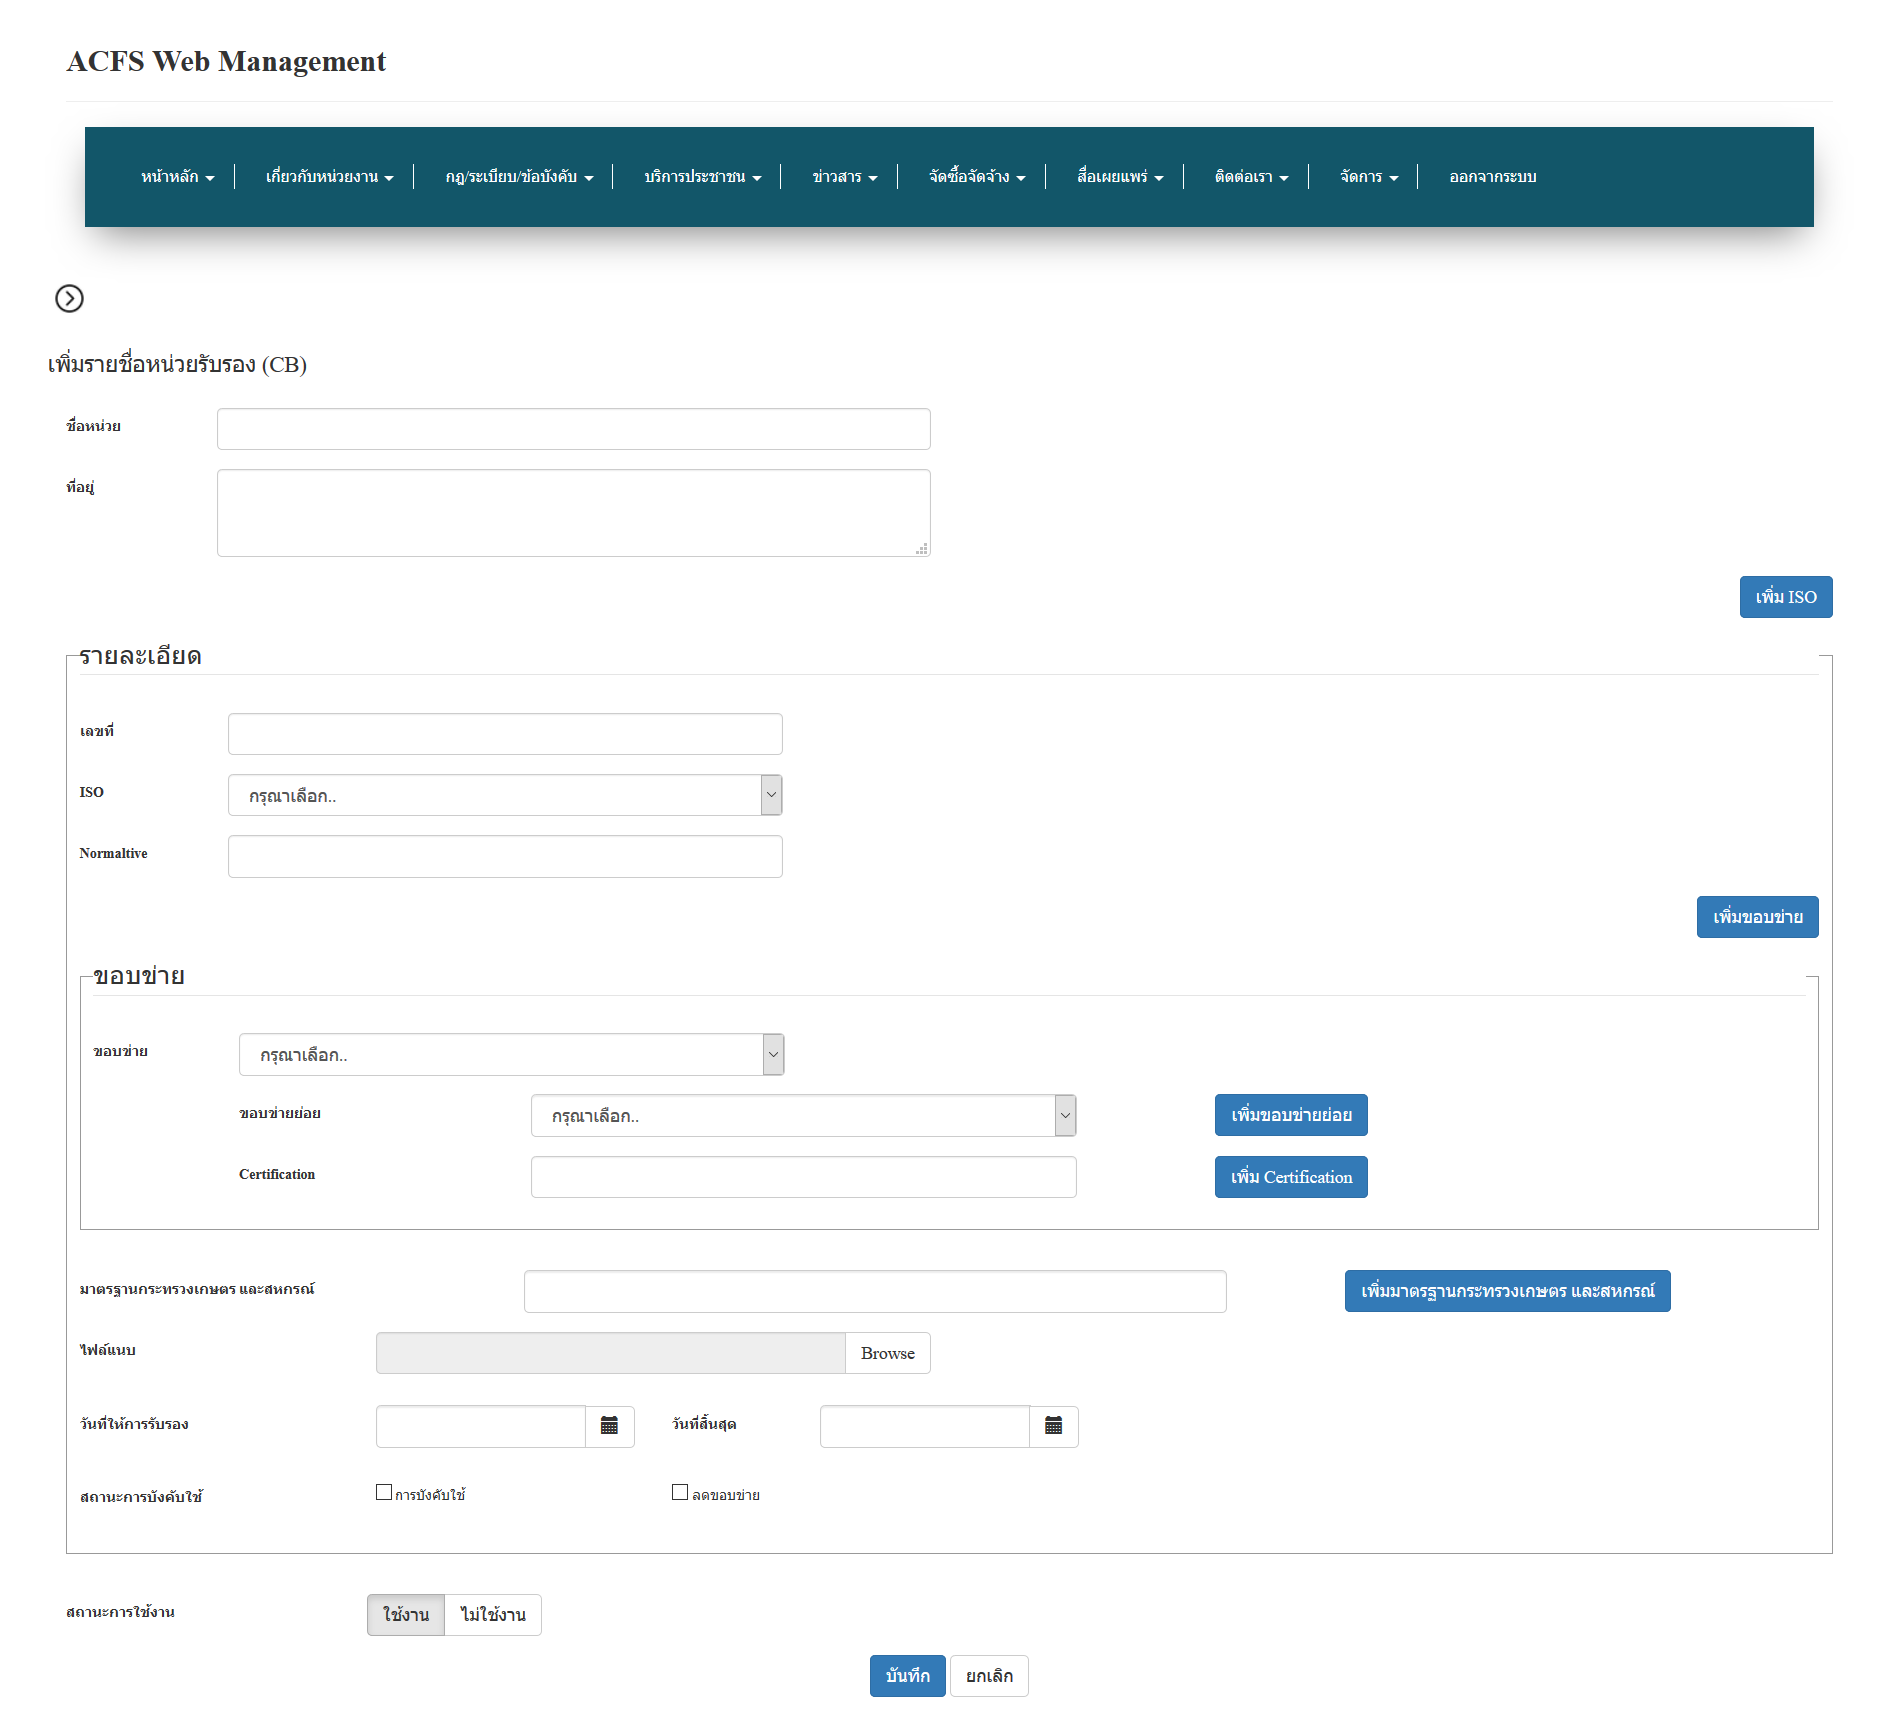 ACFS Web Management
หน้าหลัก เกี่ยวกับหน่วยงาน กฎ/ระเบียบ/ข้อบังคับ บริการประชาชน ข่าวสาร จัดซื้อจัดจ้าง สื่อเผยแพร่ ติดต่อเรา จัดการ ออกจากระบบ
เพิ่มรายชื่อหน่วยรับรอง (CB)
ชื่อหน่วย
ที่อยู่
เพิ่ม ISO
รายละเอียด
เลขที่
ISO กรุณาเลือก..
Normaltive
เพิ่มขอบข่าย
ขอบข่าย
ขอบข่าย กรุณาเลือก..
ขอบข่ายย่อย กรุณาเลือก.. เพิ่มขอบข่ายย่อย
Certification เพิ่ม Certification
มาตรฐานกระทรวงเกษตร และสหกรณ์ เพิ่มมาตรฐานกระทรวงเกษตร และสหกรณ์
ไฟล์แนบ Browse
วันที่ให้การรับรอง วันที่สิ้นสุด
สถานะการบังคับใช้ การบังคับใช้ ลดขอบข่าย
สถานะการใช้งาน ใช้งาน ไม่ใช้งาน
บันทึก ยกเลิก